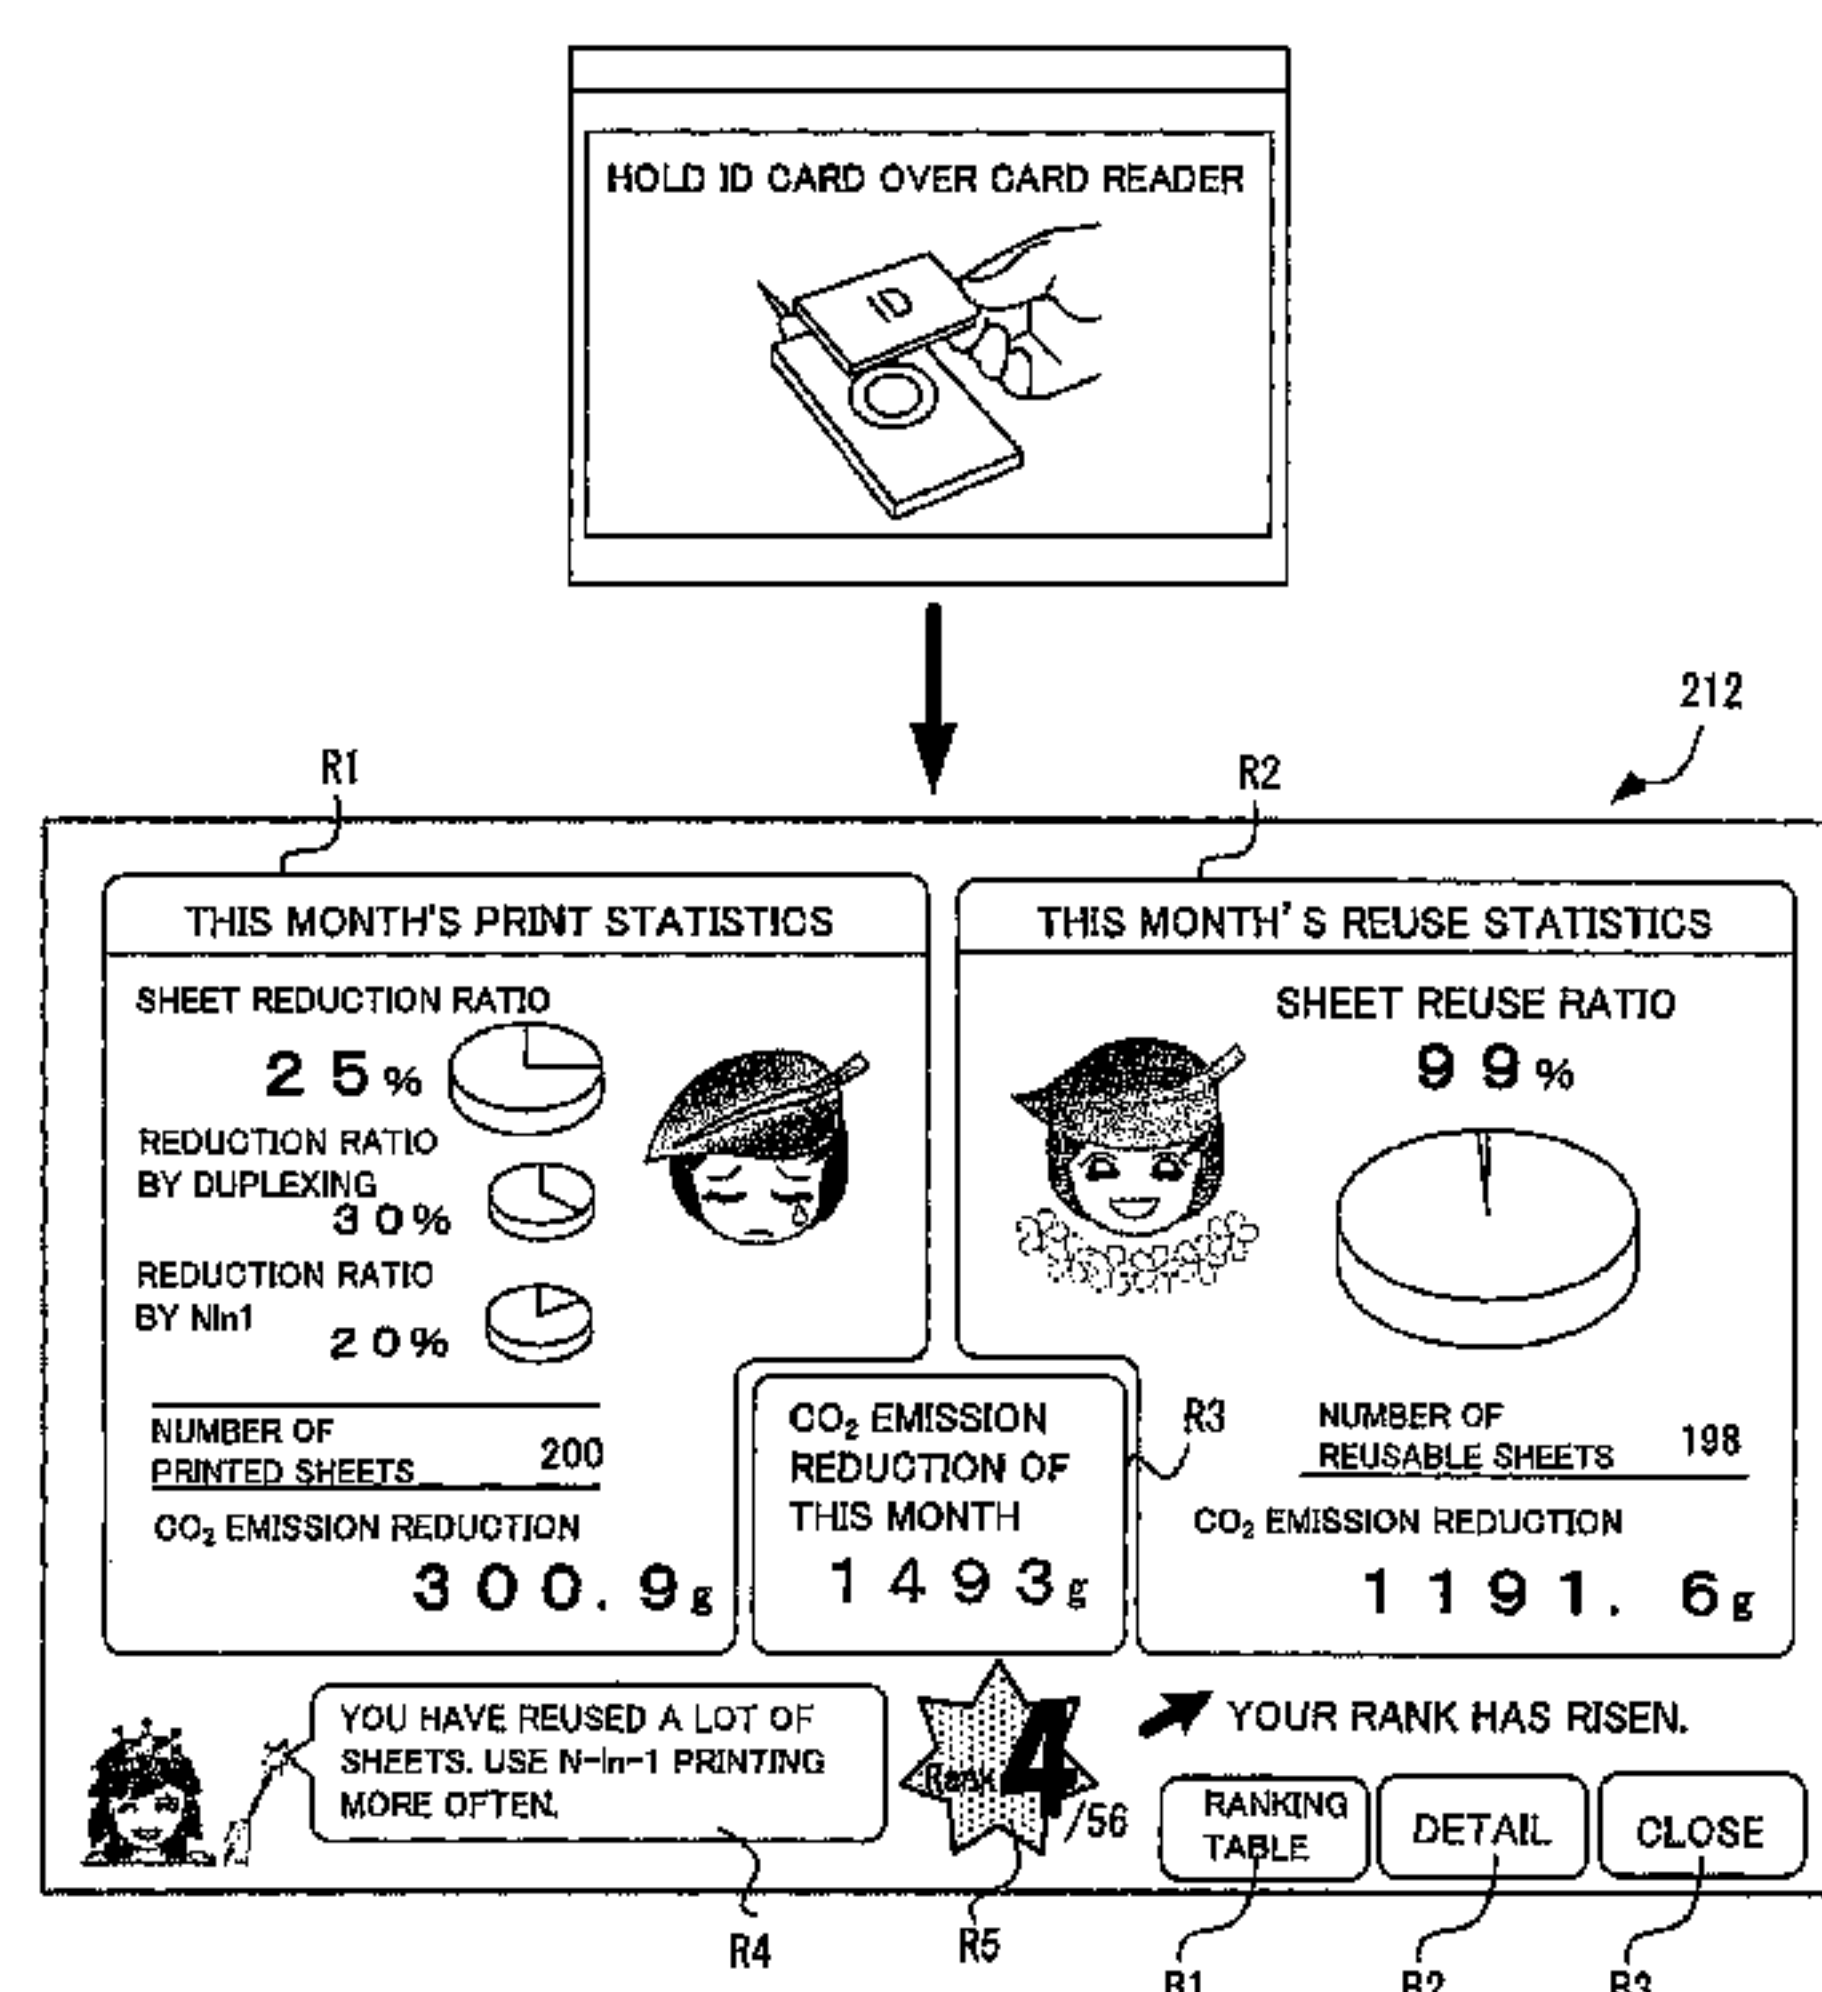 HOLD ID CARD OVER CARD READER
ID
212
R1
R2
THIS MONTH'S PRINT STATISTICS
SHEET REDUCTION RATIO
25%
REDUCTION RATIO
BY DUPLEXING
30%
REDUCTION RATIO
BY NIn1
20%
NUMBER OF
PRINTED SHEETS 200
CO₂ EMISSION REDUCTION
300.9g
THIS MONTH'S REUSE STATISTICS
SHEET REUSE RATIO
99%
NUMBER OF
REUSABLE SHEETS 198
CO₂ EMISSION REDUCTION
1191.6g
CO₂ EMISSION
REDUCTION OF
THIS MONTH
1493g
R3
YOU HAVE REUSED A LOT OF
SHEETS. USE N-In-1 PRINTING
MORE OFTEN.
Rank 4/56
YOUR RANK HAS RISEN.
RANKING
TABLE
DETAIL
CLOSE
R4
R5
B1
B2
B3